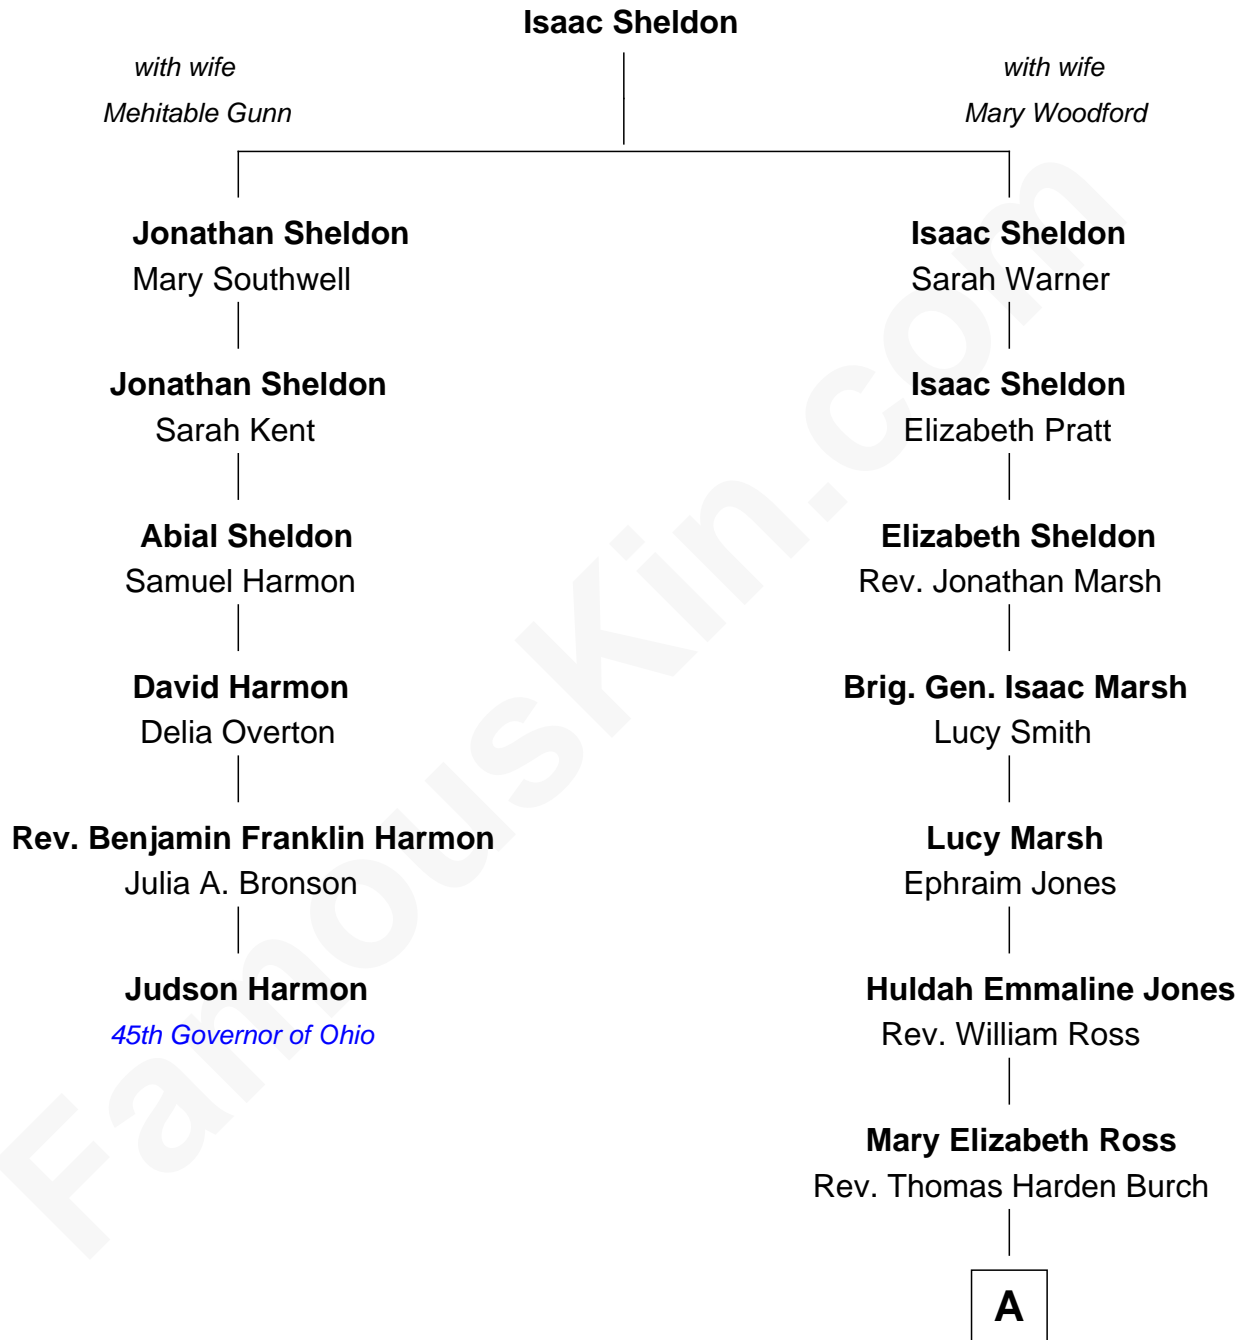 Isaac Sheldon
with wife
Mehitable Gunn
with wife
Mary Woodford
Jonathan Sheldon
Mary Southwell
Isaac Sheldon
Sarah Warner
Jonathan Sheldon
Sarah Kent
Isaac Sheldon
Elizabeth Pratt
Abial Sheldon
Samuel Harmon
Elizabeth Sheldon
Rev. Jonathan Marsh
David Harmon
Delia Overton
Brig. Gen. Isaac Marsh
Lucy Smith
Rev. Benjamin Franklin Harmon
Julia A. Bronson
Lucy Marsh
Ephraim Jones
Judson Harmon
45th Governor of Ohio
Huldah Emmaline Jones
Rev. William Ross
Mary Elizabeth Ross
Rev. Thomas Harden Burch
A
FamousKin.com